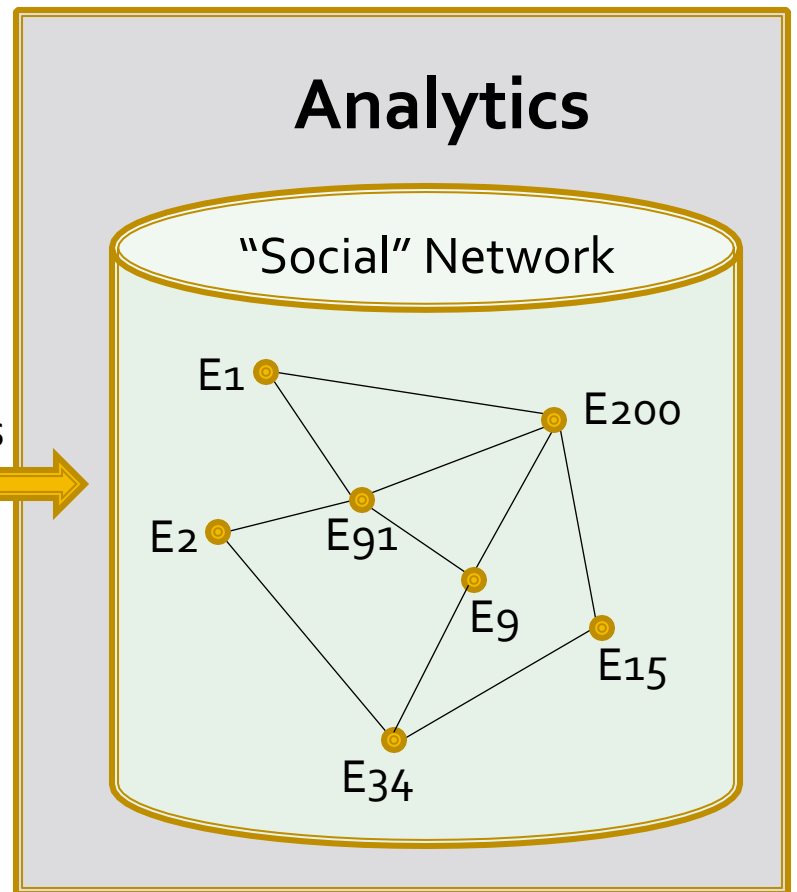 Analytics
“Social” Network
E1
E200
s
E91
E2
E9
E15
E34